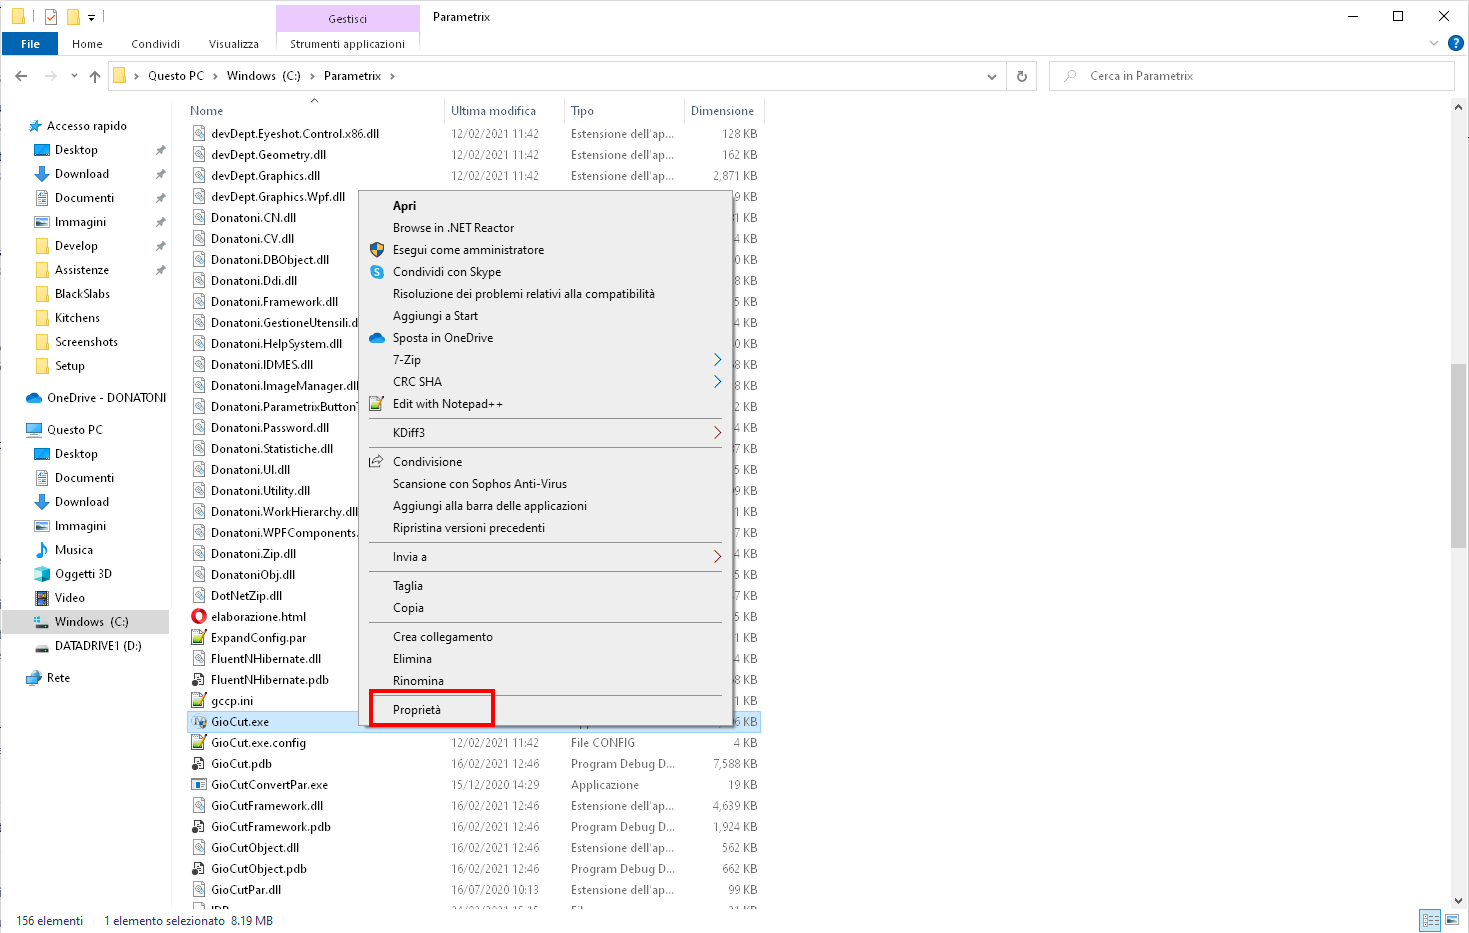 Gestisci
Parametrix
File
Home
Condividi
Visualizza
Strumenti applicazioni
Questo PC
Windows (C:)
Parametrix
Cerca in Parametrix
Nome
Ultima modifica
Tipo
Dimensione
Accesso rapido
Desktop
Download
Documenti
Immagini
Develop
Assistenze
BlackSlabs
Kitchens
Screenshots
Setup
OneDrive - DONATONI
Questo PC
Desktop
Documenti
Download
Immagini
Musica
Oggetti 3D
Video
Windows (C:)
DATADRIVE1 (D:)
Rete
devDept.Eyeshot.Control.x86.dll 12/02/2021 11:42 Estensione dell'ap... 128 KB
devDept.Geometry.dll 12/02/2021 11:42 Estensione dell'ap... 162 KB
devDept.Graphics.dll 12/02/2021 11:42 Estensione dell'ap... 2,871 KB
devDept.Graphics.Wpf.dll 9 KB
Donatoni.CN.dll KB
Donatoni.CV.dll 4 KB
Donatoni.DBObject.dll 0 KB
Donatoni.Ddi.dll 8 KB
Donatoni.Framework.dll 5 KB
Donatoni.GestioneUtensili.d 4 KB
Donatoni.HelpSystem.dll 0 KB
Donatoni.IDMES.dll 8 KB
Donatoni.ImageManager.dll 5 KB
Donatoni.ParametrixButton 2 KB
Donatoni.Password.dll 4 KB
Donatoni.Statistiche.dll 7 KB
Donatoni.UI.dll 5 KB
Donatoni.Utility.dll 9 KB
Donatoni.WorkHierarchy.dll 1 KB
Donatoni.WPFComponents. 7 KB
Donatoni.Zip.dll 4 KB
DonatoniObj.dll 5 KB
DotNetZip.dll 7 KB
elaborazione.html 5 KB
ExpandConfig.par 1 KB
FluentNHibernate.dll 4 KB
FluentNHibernate.pdb 8 KB
gccp.ini 1 KB
GioCut.exe 6 KB
GioCut.exe.config 12/02/2021 11:42 File CONFIG 4 KB
GioCut.pdb 16/02/2021 12:46 Program Debug D... 7,588 KB
GioCutConvertPar.exe 15/12/2020 14:29 Applicazione 19 KB
GioCutFramework.dll 16/02/2021 12:46 Estensione dell'ap... 4,639 KB
GioCutFramework.pdb 16/02/2021 12:46 Program Debug D... 1,924 KB
GioCutObject.dll 16/02/2021 12:46 Estensione dell'ap... 562 KB
GioCutObject.pdb 16/02/2021 12:46 Program Debug D... 662 KB
GioCutPar.dll 16/07/2020 10:13 Estensione dell'ap... 99 KB
Apri
Browse in .NET Reactor
Esegui come amministratore
Condividi con Skype
Risoluzione dei problemi relativi alla compatibilità
Aggiungi a Start
Sposta in OneDrive
7-Zip
CRC SHA
Edit with Notepad++
KDiff3
Condivisione
Scansione con Sophos Anti-Virus
Aggiungi alla barra delle applicazioni
Ripristina versioni precedenti
Invia a
Taglia
Copia
Crea collegamento
Elimina
Rinomina
Proprietà
156 elementi
1 elemento selezionato 8.19 MB